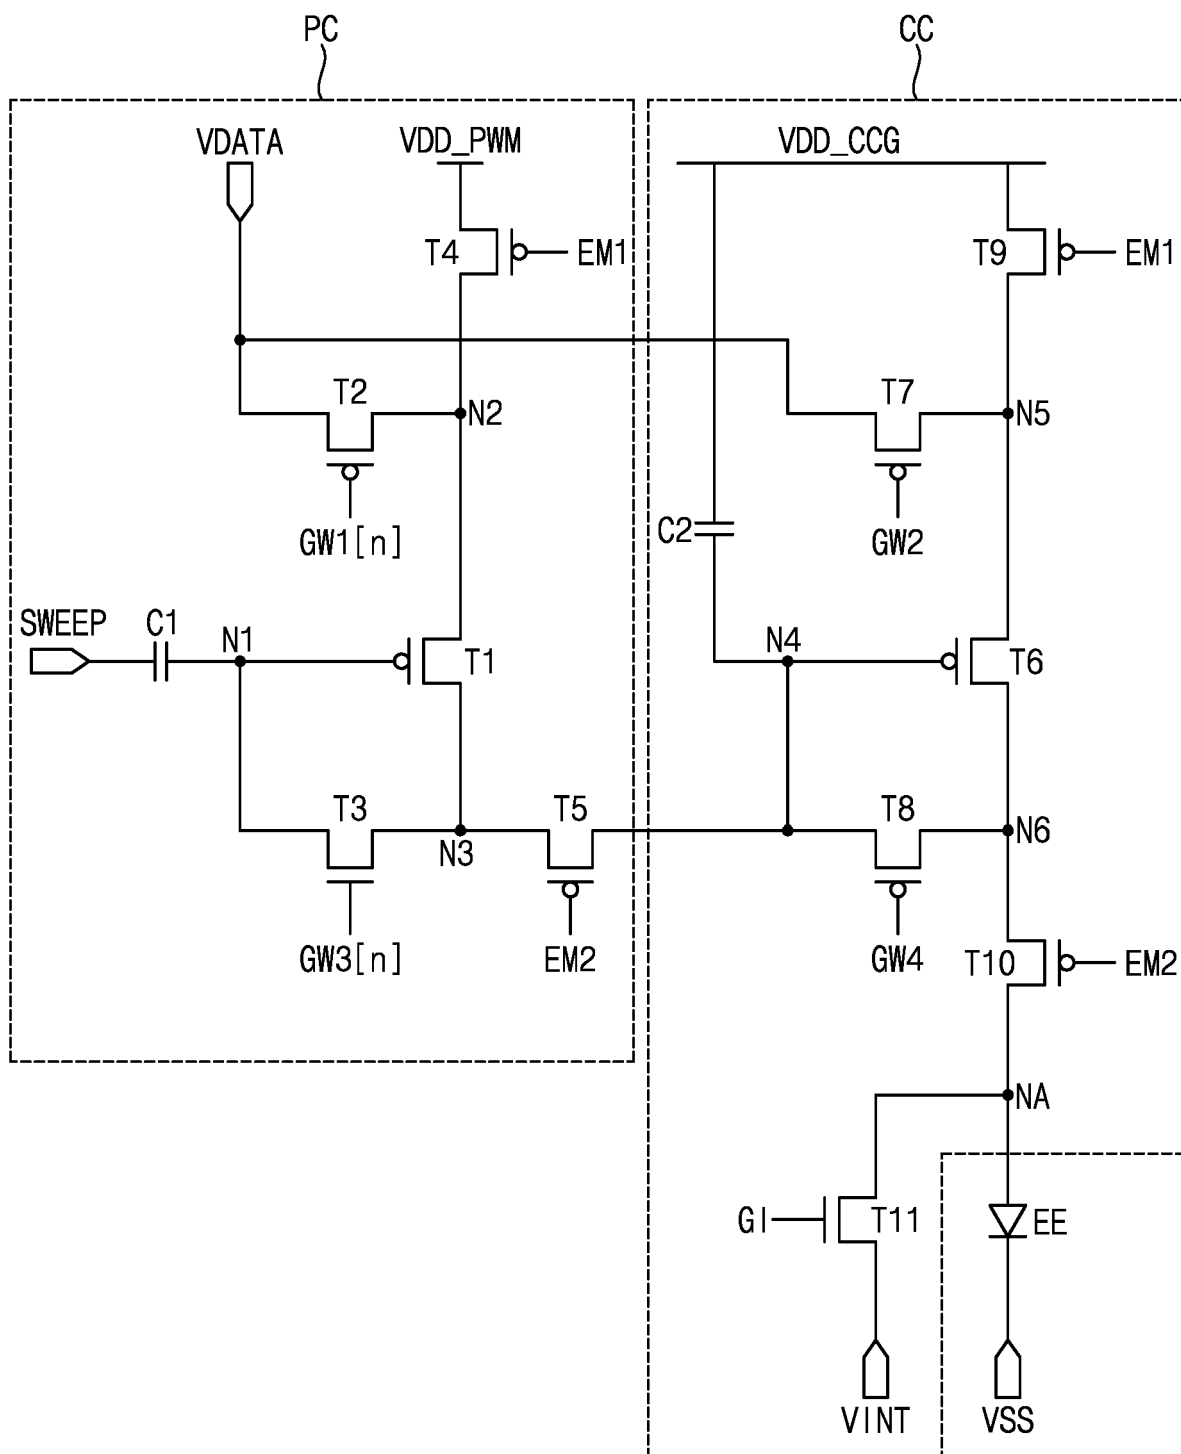 PC
CC
VDATA
VDD_PWM
VDD_CCG
T4
EM1
T9
EM1
T2
N2
T7
N5
GW1[n]
C2
GW2
SWEEP
C1
N1
T1
N4
T6
T3
T5
T8
N3
N6
GW3[n]
EM2
GW4
T10
EM2
NA
GI
T11
EE
VINT
VSS